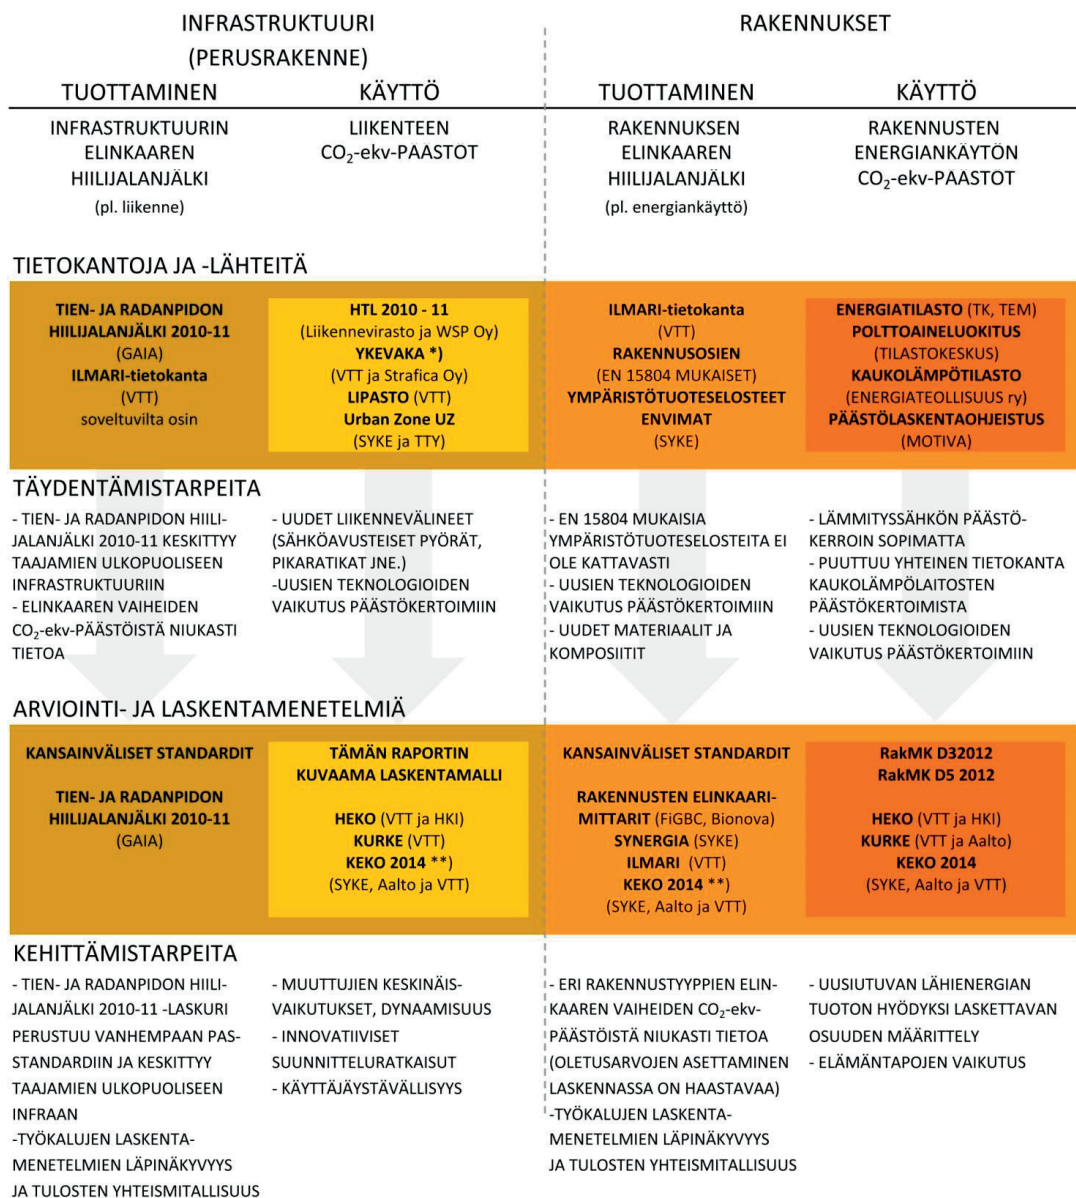 INFRASTRUKTUURI
(PERUSRAKENNE)
RAKENNUKSET
TUOTTAMINEN
KÄYTTÖ
TUOTTAMINEN
KÄYTTÖ
INFRASTRUKTUURIN
ELINKAAREN
HIILIJALANJÄLKI
(pl. liikenne)
LIIKENTEEN
CO₂-ekv-PÄÄSTÖT
RAKENNUKSEN
ELINKAAREN
HIILIJALANJÄLKI
(pl. energiankäyttö)
RAKENNUSTEN
ENERGIANKÄYTÖN
CO₂-ekv-PÄÄSTÖT
TIETOKANTOJA JA -LÄHTEITÄ
TIEN- JA RADANPIDON
HIILIJALANJÄLKI 2010-11
(GAIA)
ILMARI-tietokanta
(VTT)
soveltuvilta osin
HTL 2010 - 11
(Liikennevirasto ja WSP Oy)
YKEVAKA *)
(VTT ja Strafica Oy)
LIPASTO (VTT)
Urban Zone UZ
(SYKE ja TTY)
ILMARI-tietokanta
(VTT)
RAKENNUSOSIEN
(EN 15804 MUKAISET)
YMPÄRISTÖTUOTESELOSTEET
ENVIMAT
(SYKE)
ENERGIATILASTO (TK, TEM)
POLTTOAINELUOKITUS
(TILASTOKESKUS)
KAUKOLÄMPÖTILASTO
(ENERGIATEOLLISUUS ry)
PÄÄSTÖLASKENTAOHJEISTUS
(MOTIVA)
TÄYDENTÄMISTARPEITA
- TIEN- JA RADANPIDON HIILI-
JALANJÄLKI 2010-11 KESKITTYY
TAAJAMIEN ULKOPUOLISEEN
INFRASTRUKTUURIIN
- ELINKAAREN VAIHEIDEN
CO₂-ekv-PÄÄSTÖISTÄ NIUKASTI
TIETOA
- UUDET LIIKENNEVÄLINEET
(SÄHKÖAVUSTEISET PYÖRÄT,
PIKARATIKAT JNE.)
-UUSIEN TEKNOLOGIOIDEN
VAIKUTUS PÄÄSTÖKERTOIMIIN
- EN 15804 MUKAISIA
YMPÄRISTÖTUOTESELOSTEITA EI
OLE KATTAVASTI
- UUSIEN TEKNOLOGIOIDEN
VAIKUTUS PÄÄSTÖKERTOIMIIN
- UUDET MATERIAALIT JA
KOMPOSIITIT
- LÄMMITYSSÄHKÖN PÄÄSTÖ-
KERROIN SOPIMATTA
- PUUTTUU YHTEINEN TIETOKANTA
KAUKOLÄMPÖLAITOSTEN
PÄÄSTÖKERTOIMISTA
- UUSIEN TEKNOLOGIOIDEN
VAIKUTUS PÄÄSTÖKERTOIMIIN
ARVIOINTI- JA LASKENTAMENETELMIÄ
KANSAINVÄLISET STANDARDIT
TIEN- JA RADANPIDON
HIILIJALANJÄLKI 2010-11
(GAIA)
TÄMÄN RAPORTIN
KUVAAMA LASKENTAMALLI
HEKO (VTT ja HKI)
KURKE (VTT)
KEKO 2014 **)
(SYKE, Aalto ja VTT)
KANSAINVÄLISET STANDARDIT
RAKENNUSTEN ELINKAARI-
MITTARIT (FiGBC, Bionova)
SYNERGIA (SYKE)
ILMARI (VTT)
KEKO 2014 **)
(SYKE, Aalto ja VTT)
RakMK D32012
RakMK D5 2012
HEKO (VTT ja HKI)
KURKE (VTT ja Aalto)
KEKO 2014
(SYKE, Aalto ja VTT)
KEHITTÄMISTARPEITA
- TIEN- JA RADANPIDON HIILI-
JALANJÄLKI 2010-11 -LASKURI
PERUSTUU VANHEMPAAN PAS-
STANDARDIIN JA KESKITTYY
TAAJAMIEN ULKOPUOLISEEN
INFRAAN
-TYÖKALUJEN LASKENTA-
MENETELMIEN LÄPINÄKYVYYS
JA TULOSTEN YHTEISMITALLISUUS
- MUUTTUJIEN KESKINÄIS-
VAIKUTUKSET, DYNAAMISUUS
- INNOVATIIVISET
SUUNNITTELURATKAISUT
- KÄYTTÄJÄYSTÄVÄLLISYYS
- ERI RAKENNUSTYYPPIEN ELIN-
KAAREN VAIHEIDEN CO₂-ekv-
PÄÄSTÖISTÄ NIUKASTI TIETOA
(OLETUSARVOJEN ASETTAMINEN
LASKENNASSA ON HAASTAVAA)
-TYÖKALUJEN LASKENTA-
MENETELMIEN LÄPINÄKYVYYS
JA TULOSTEN YHTEISMITALLISUUS
- UUSIUTUVAN LÄHIENERGIAN
TUOTON HYÖDYKSI LASKETTAVAN
OSUUDEN MÄÄRITTELY
- ELÄMÄNTAPOJEN VAIKUTUS